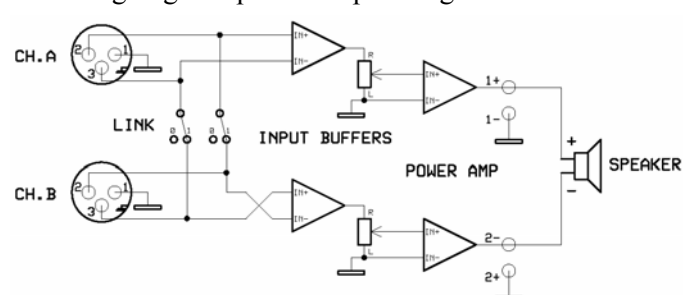 CH.A
2
1
3
IN+
IN-
R
L
IN+
IN-
1+
1-
LINK
0 1
0 1
INPUT BUFFERS
POWER AMP
+
SPEAKER
-
CH.B
2
1
3
IN+
IN-
R
L
IN+
IN-
2-
2+